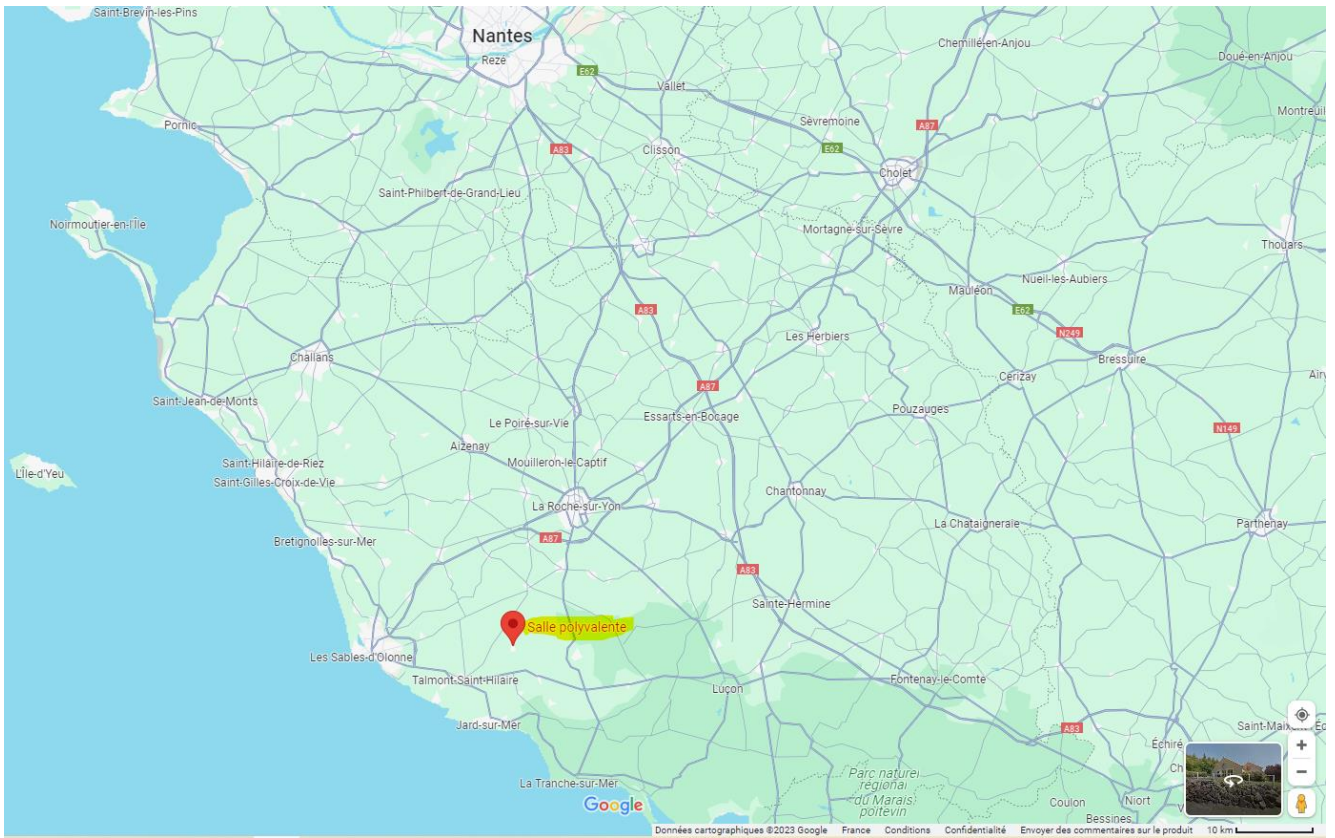 Saint-Brevin-les-Pins
Nantes
Rezé
Chemillé-en-Anjou
Doué-en-Anjou
E62
Vallet
Montreuil
Pornic
Sèvremoine
A87
A83
Clisson
E62
Cholet
Saint-Philbert-de-Grand-Lieu
Noirmoutier-en-l'Île
Mortagne-sur-Sèvre
Thouars
Nueil-les-Aubiers
Mauléon
A83
E62
Les Herbiers
N249
Challans
Bressuire
Cerizay
A87
Saint-Jean-de-Monts
Pouzauges
Essarts-en-Bocage
Le Poiré-sur-Vie
N149
Aizenay
Saint-Hilaire-de-Riez
Mouilleron-le-Captif
L'Île-d'Yeu
Saint-Gilles-Croix-de-Vie
Chantonnay
La Roche-sur-Yon
La Chataigneraie
Parthenay
Bretignolles-sur-Mer
A87
A83
Sainte-Hermine
Salle polyvalente
Les Sables-d'Olonne
Talmont-Saint-Hilaire
Fontenay-le-Comte
Luçon
Jard-sur-Mer
A83
Échiré
La Tranche-sur-Mer
Parc naturel
régional
du Marais
poitevin
Google
Coulon
Niort
Bessines
Données cartographiques ©2023 Google
France
Conditions
Confidentialité
Envoyer des commentaires sur le produit
10 km